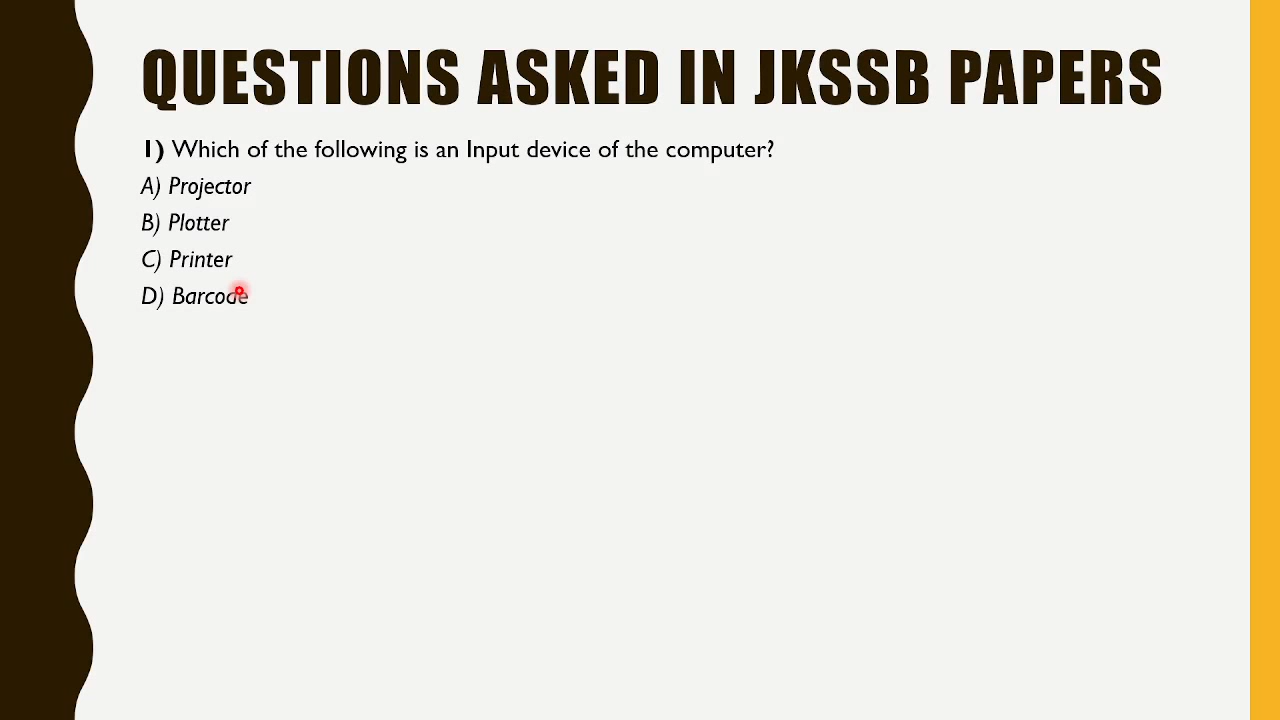 QUESTIONS ASKED IN JKSSB PAPERS
1) Which of the following is an Input device of the computer?
A) Projector
B) Plotter
C) Printer
D) Barcode